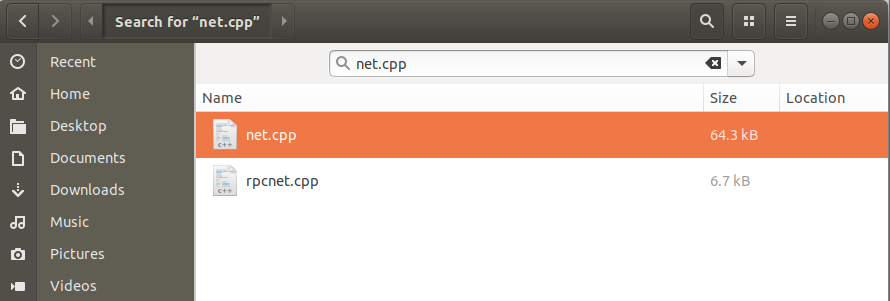 Search for “net.cpp”
net.cpp
Recent
Home
Desktop
Documents
Downloads
Music
Pictures
Videos
Name Size Location
c++ net.cpp 64.3 kB
c++ rpcnet.cpp 6.7 kB